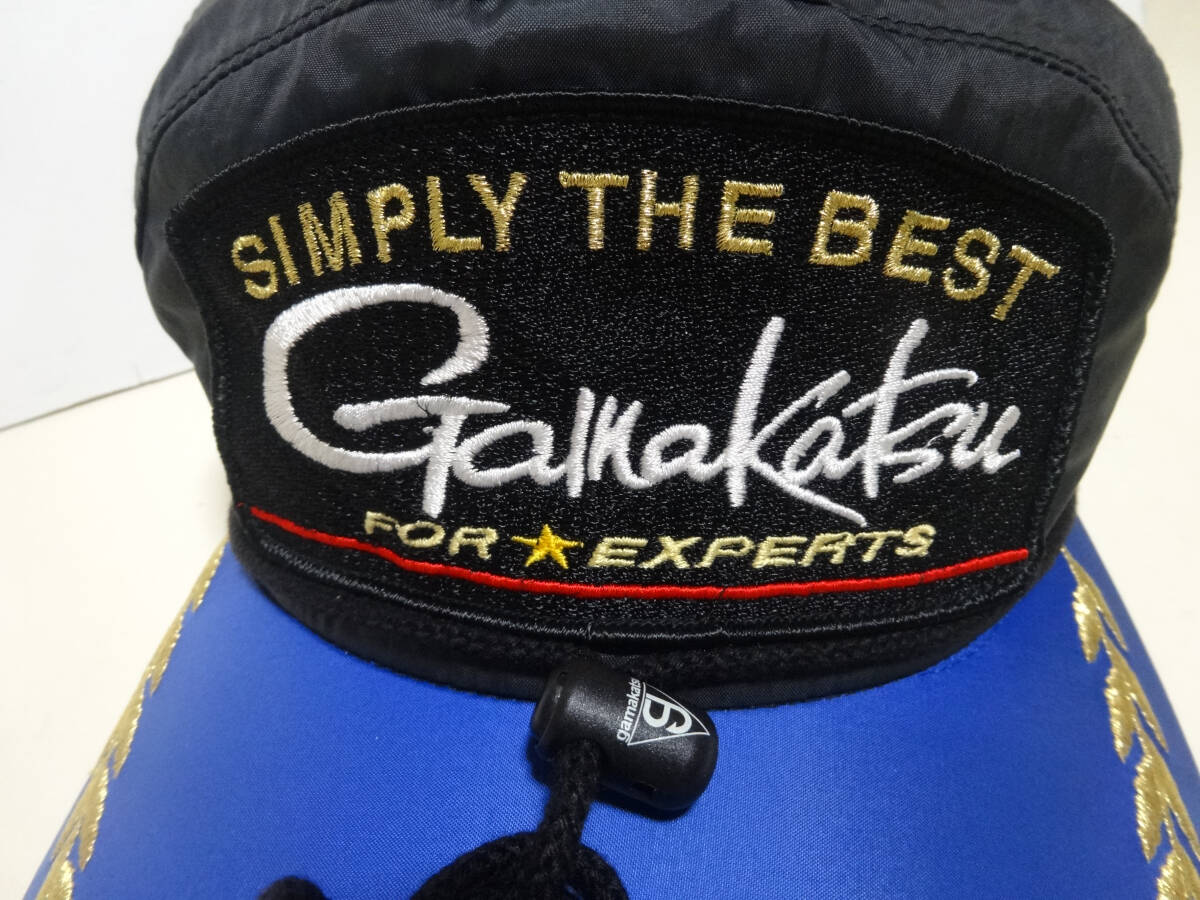 SIMPLY THE BEST
Gamakatsu
FOR ★ EXPERTS
gamakatsu
g